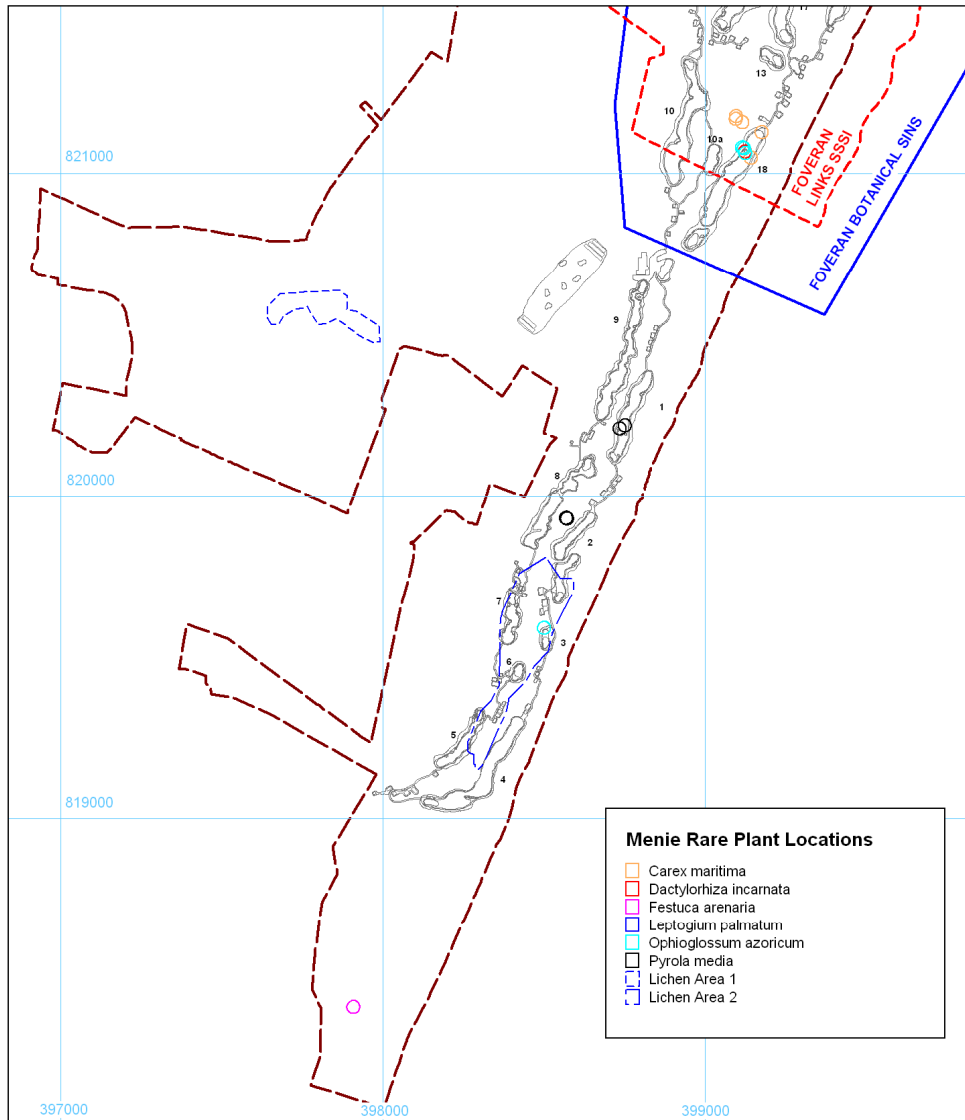 17
13
10
10a
18
821000
FOVERAN
LINKS SSSI
FOVERAN BOTANICAL SINS
9
1
8
820000
2
7
3
6
5
4
819000
Menie Rare Plant Locations
Carex maritima
Dactylorhiza incarnata
Festuca arenaria
Leptogium palmatum
Ophioglossum azoricum
Pyrola media
Lichen Area 1
Lichen Area 2
397000
398000
399000